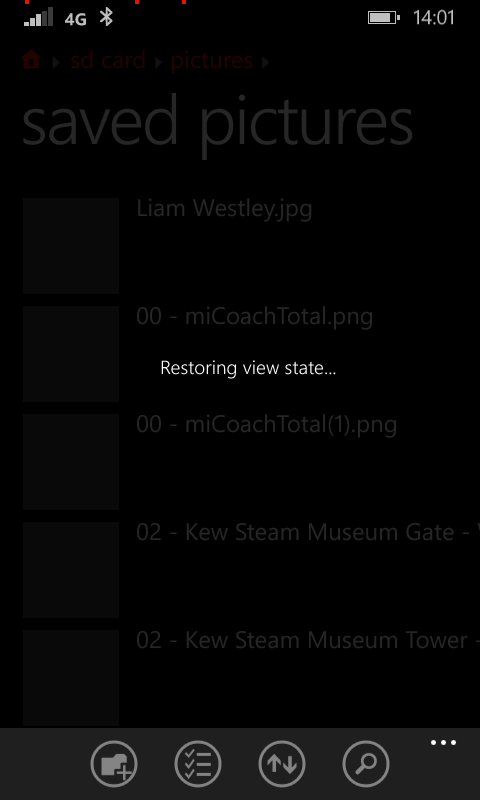 4G 14:01
sd card pictures
saved pictures
Liam Westley.jpg
00 - miCoachTotal.png
Restoring view state...
00 - miCoachTotal(1).png
02 - Kew Steam Museum Gate -
02 - Kew Steam Museum Tower -